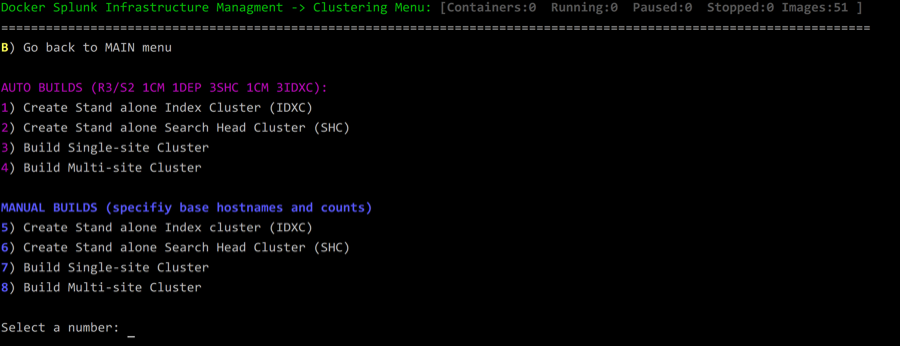 Docker Splunk Infrastructure Managment -> Clustering Menu: [Containers:0  Running:0  Paused:0  Stopped:0 Images:51 ]
====================================================================================================================
B) Go back to MAIN menu
AUTO BUILDS (R3/S2 1CM 1DEP 3SHC 1CM 3IDXC):
1) Create Stand alone Index Cluster (IDXC)
2) Create Stand alone Search Head Cluster (SHC)
3) Build Single-site Cluster
4) Build Multi-site Cluster
MANUAL BUILDS (specifiy base hostnames and counts)
5) Create Stand alone Index cluster (IDXC)
6) Create Stand alone Search Head Cluster (SHC)
7) Build Single-site Cluster
8) Build Multi-site Cluster
Select a number: _